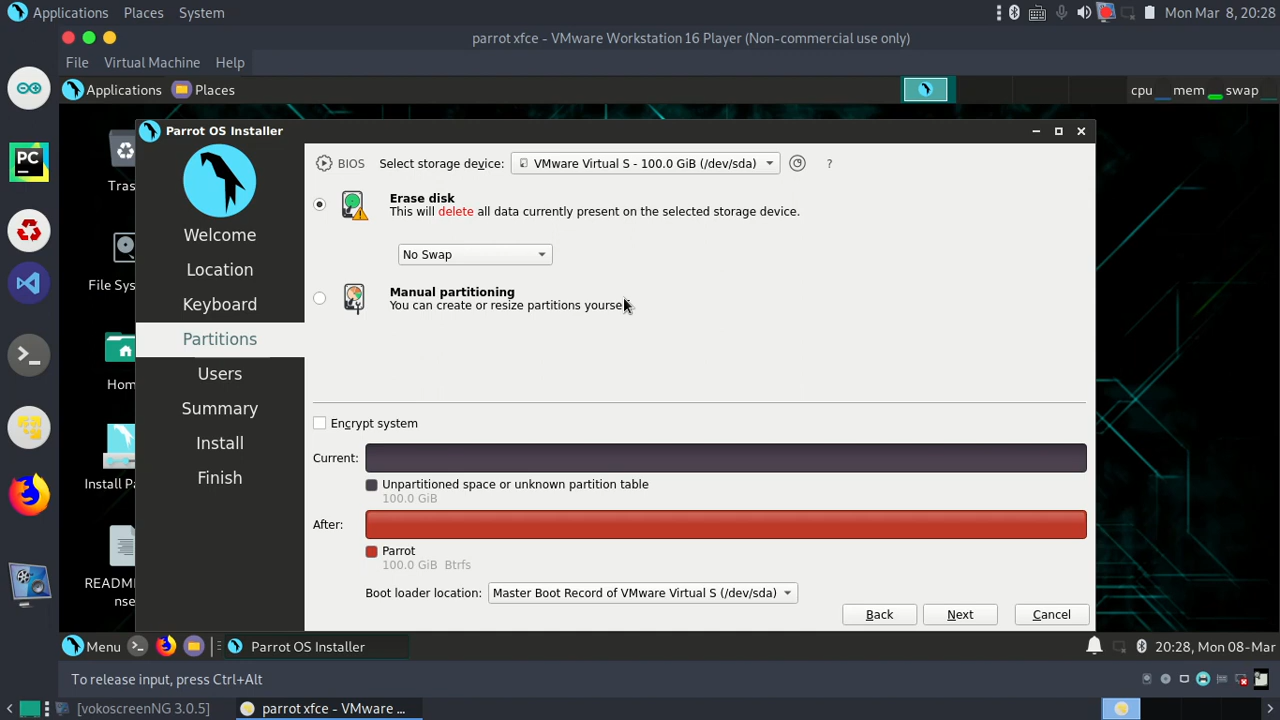 Applications Places System
Mon Mar 8, 20:28
parrot xfce - VMware Workstation 16 Player (Non-commercial use only)
File Virtual Machine Help
Applications Places
cpu mem swap
Parrot OS Installer
BIOS Select storage device: VMware Virtual S - 100.0 GiB (/dev/sda) ?
Welcome
Location
Keyboard
Partitions
Users
Summary
Install
Finish
Erase disk
This will delete all data currently present on the selected storage device.
No Swap
Manual partitioning
You can create or resize partitions yourse
Encrypt system
Current:
Unpartitioned space or unknown partition table
100.0 GiB
After:
Parrot
100.0 GiB Btrfs
Boot loader location: Master Boot Record of VMware Virtual S (/dev/sda)
Back Next Cancel
PC
Tras
File Sys
Hom
Install Pa
README
nse
Menu Parrot OS Installer
20:28, Mon 08-Mar
To release input, press Ctrl+Alt
[vokoscreenNG 3.0.5] parrot xfce - VMware ...